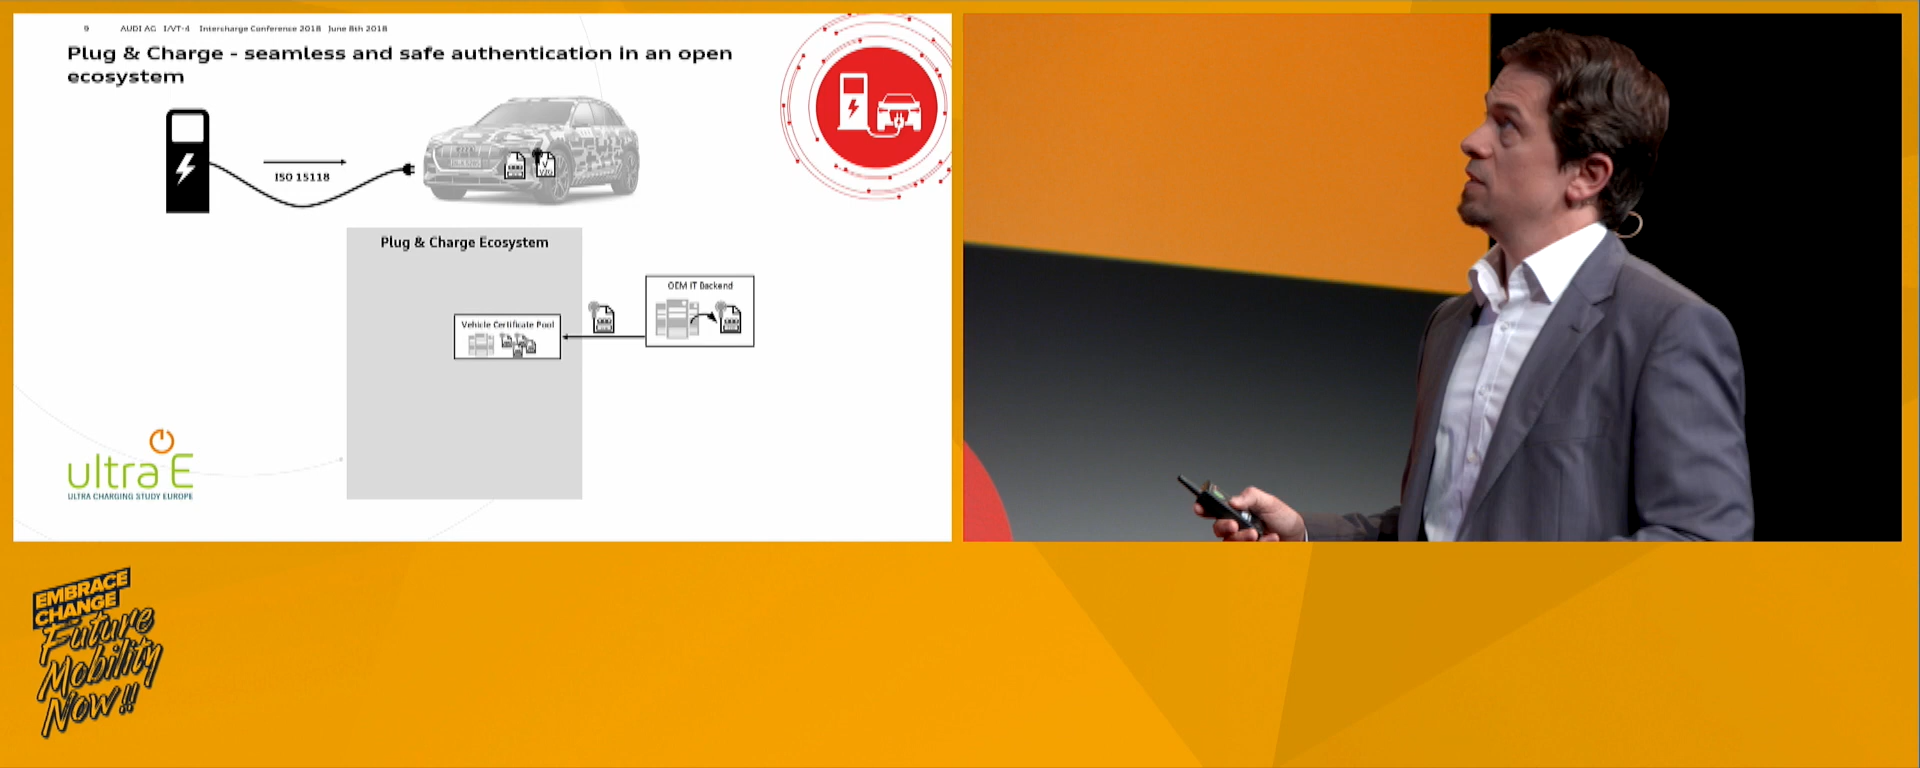 9 AUDI AG I/VT-4 Intercharge Conference 2018 June 8th 2018
Plug & Charge - seamless and safe authentication in an open
ecosystem
ISO 15118
Plug & Charge Ecosystem
OEM IT Backend
Vehicle Certificate Pool
ultra E
ULTRA CHARGING STUDY EUROPE
EMBRACE
CHANGE
Future
Mobility
Now!!